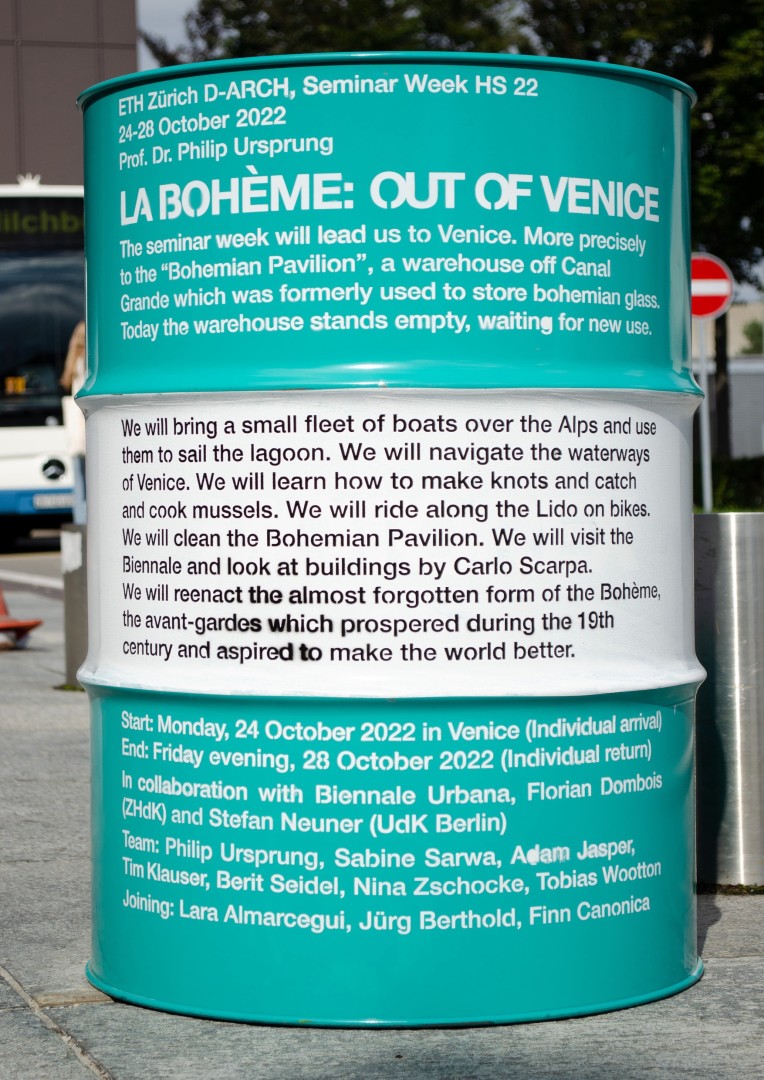 ETH Zürich D-ARCH, Seminar Week HS 22
24-28 October 2022
Prof. Dr. Philip Ursprung
LA BOHÈME: OUT OF VENICE
The seminar week will lead us to Venice. More precisely
to the “Bohemian Pavilion”, a warehouse off Canal
Grande which was formerly used to store bohemian glass.
Today the warehouse stands empty, waiting for new use.
We will bring a small fleet of boats over the Alps and use
them to sail the lagoon. We will navigate the waterways
of Venice. We will learn how to make knots and catch
and cook mussels. We will ride along the Lido on bikes.
We will clean the Bohemian Pavilion. We will visit the
Biennale and look at buildings by Carlo Scarpa.
We will reenact the almost forgotten form of the Bohème,
the avant-gardes which prospered during the 19th
century and aspired to make the world better.
Start: Monday, 24 October 2022 in Venice (Individual arrival)
End: Friday evening, 28 October 2022 (Individual return)
In collaboration with Biennale Urbana, Florian Dombois
(ZHdK) and Stefan Neuner (UdK Berlin)
Team: Philip Ursprung, Sabine Sarwa, Adam Jasper,
Tim Klauser, Berit Seidel, Nina Zschocke, Tobias Wootton
Joining: Lara Almarcegui, Jürg Berthold, Finn Canonica